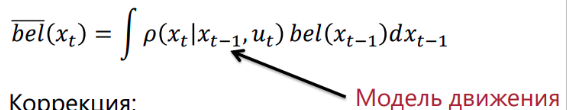 $\overline{bel}(x_t) = \int \rho(x_t|x_{t-1}, u_t)\, bel(x_{t-1})dx_{t-1}$
Модель движения
Коррекция: